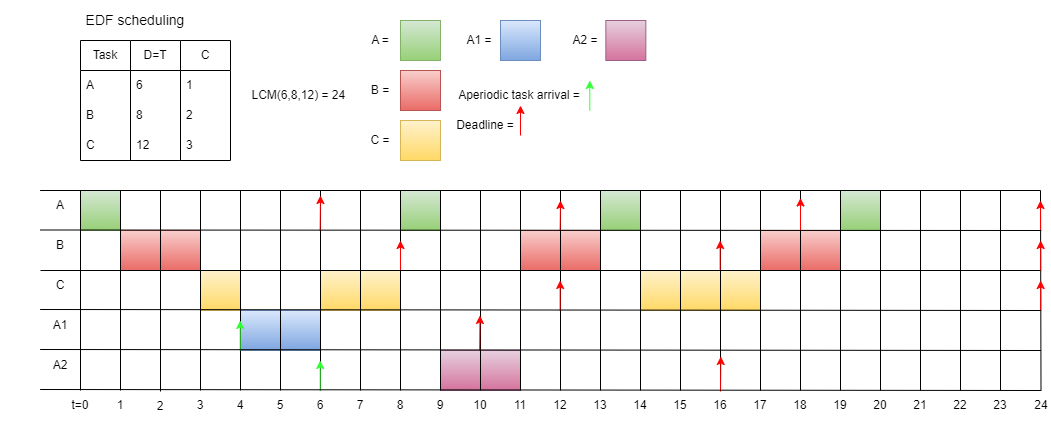 EDF scheduling
Task D=T C
A 6 1
B 8 2
C 12 3
LCM(6,8,12) = 24
A =
A1 =
A2 =
B =
Aperiodic task arrival =
Deadline =
C =
A
B
C
A1
A2
t=0 1 2 3 4 5 6 7 8 9 10 11 12 13 14 15 16 17 18 19 20 21 22 23 24